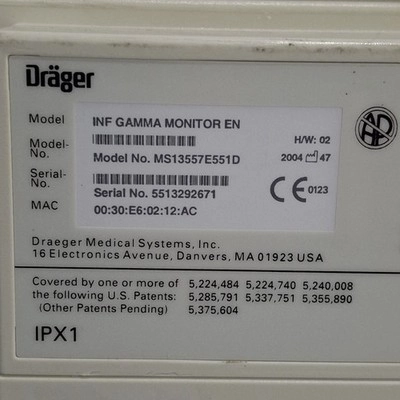 Dräger
Model INF GAMMA MONITOR EN
H/W: 02
Model-No. Model No. MS13557E551D
2004 47
Serial-No. Serial No. 5513292671
CE 0123
MAC 00:30:E6:02:12:AC
Draeger Medical Systems, Inc.
16 Electronics Avenue, Danvers, MA 01923 USA
Covered by one or more of 5,224,484 5,224,740 5,240,008
the following U.S. Patents: 5,285,791 5,337,751 5,355,890
(Other Patents Pending) 5,375,604
IPX1